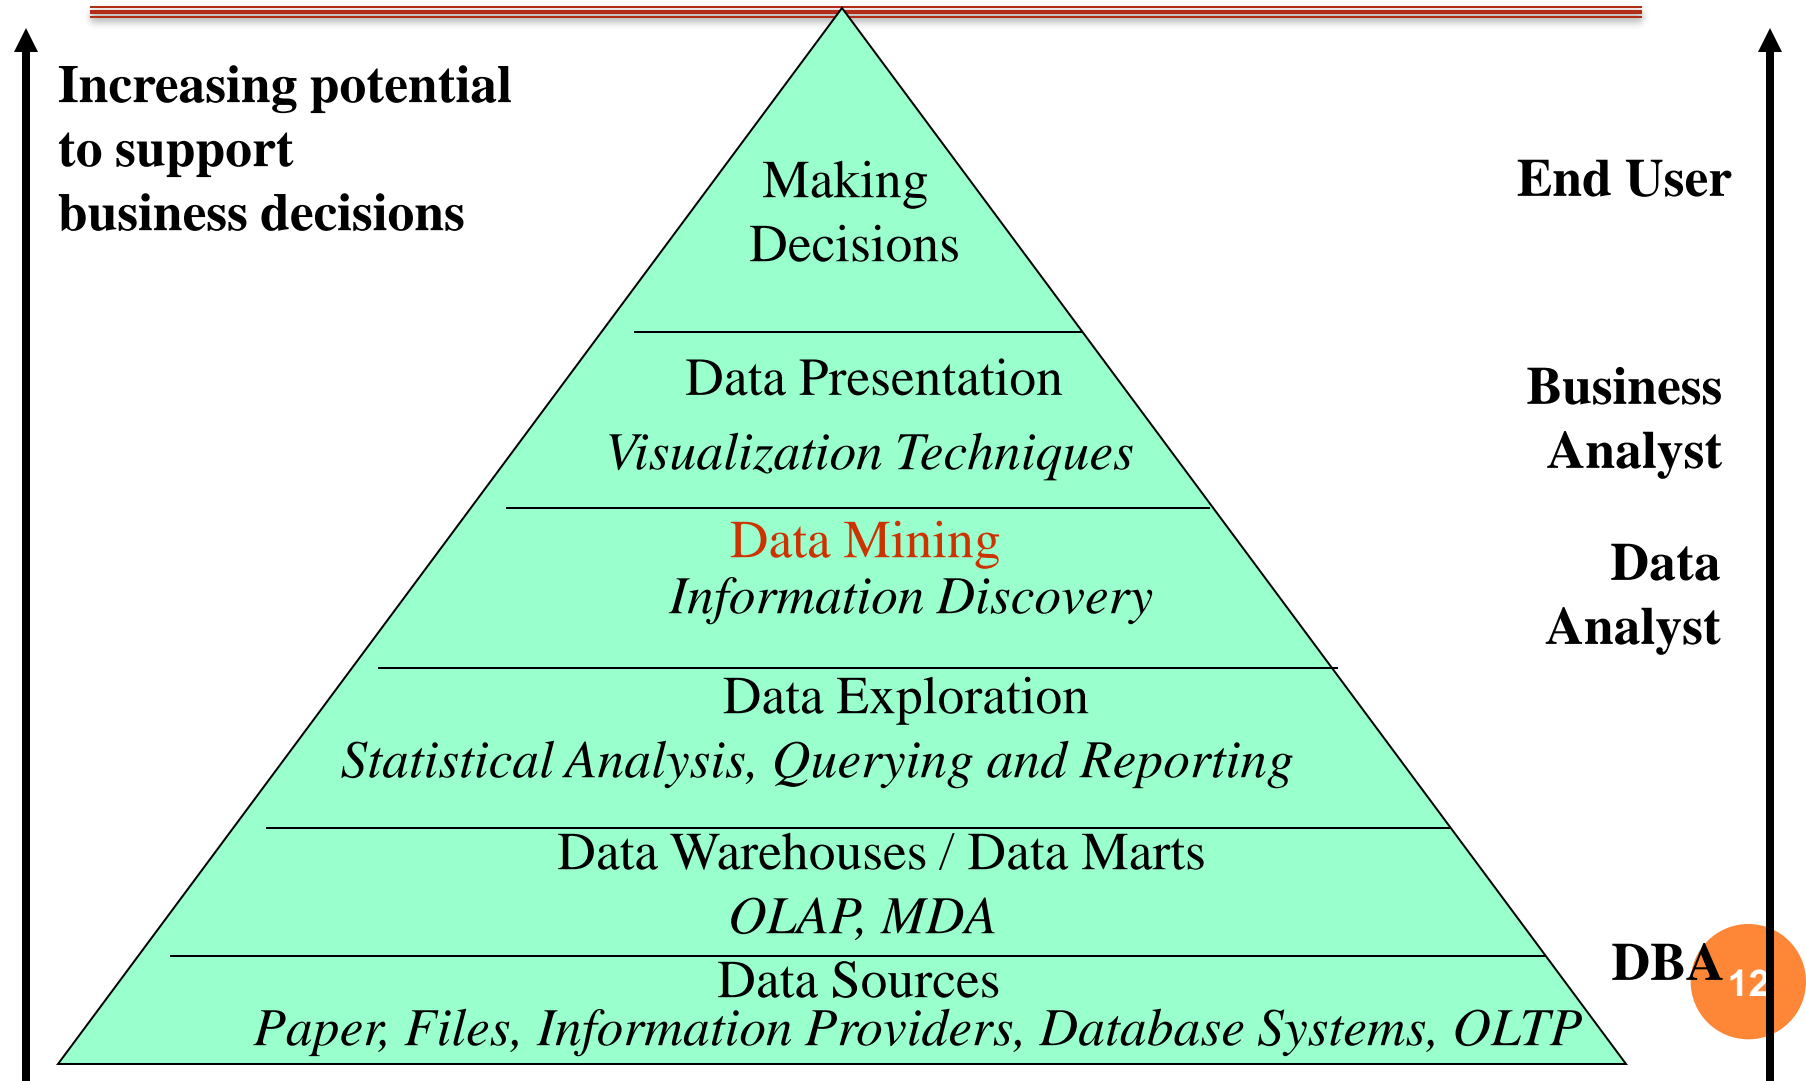 Increasing potential
to support
business decisions
Making
Decisions
End User
Data Presentation
Visualization Techniques
Business
Analyst
Data Mining
Information Discovery
Data
Analyst
Data Exploration
Statistical Analysis, Querying and Reporting
Data Warehouses / Data Marts
OLAP, MDA
DBA
12
Data Sources
Paper, Files, Information Providers, Database Systems, OLTP